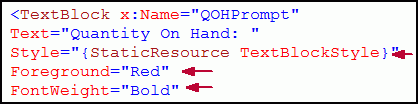 <TextBlock x:Name="QOHPrompt"
Text="Quantity On Hand: "
Style="{StaticResource TextBlockStyle}"
Foreground="Red"
FontWeight="Bold"